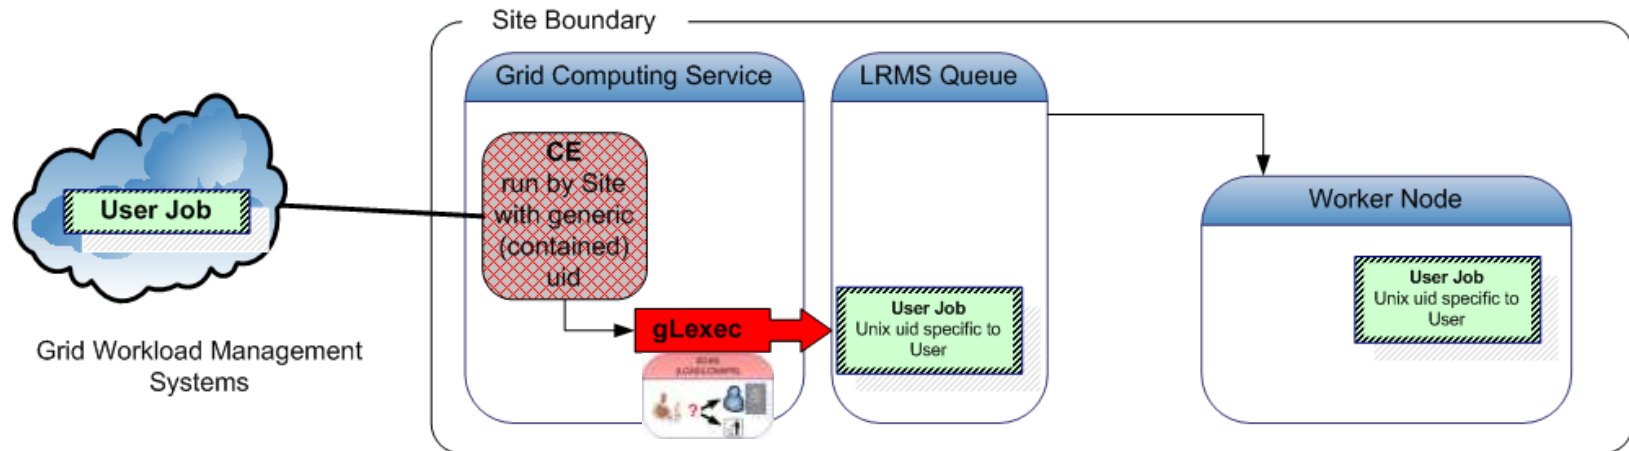 Site Boundary
Grid Computing Service
LRMS Queue
CE
run by Site
with generic
(contained)
uid
User Job
Worker Node
User Job
Unix uid specific to
User
gLexec
User Job
Unix uid specific to
User
?
Grid Workload Management
Systems